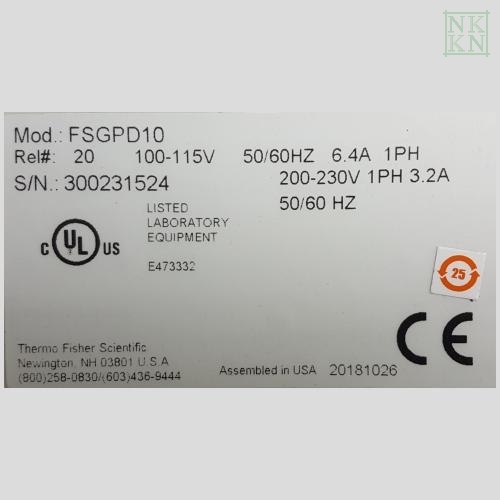 NK
KN
Mod.: FSGPD10
Rel#: 20 100-115V 50/60HZ 6.4A 1PH
S/N.: 300231524 200-230V 1PH 3.2A
50/60 HZ
LISTED
LABORATORY
EQUIPMENT
E473332
C UL US
25
CE
Thermo Fisher Scientific
Newington, NH 03801 U.S.A
(800)258-0830/(603)436-9444
Assembled in USA 20181026